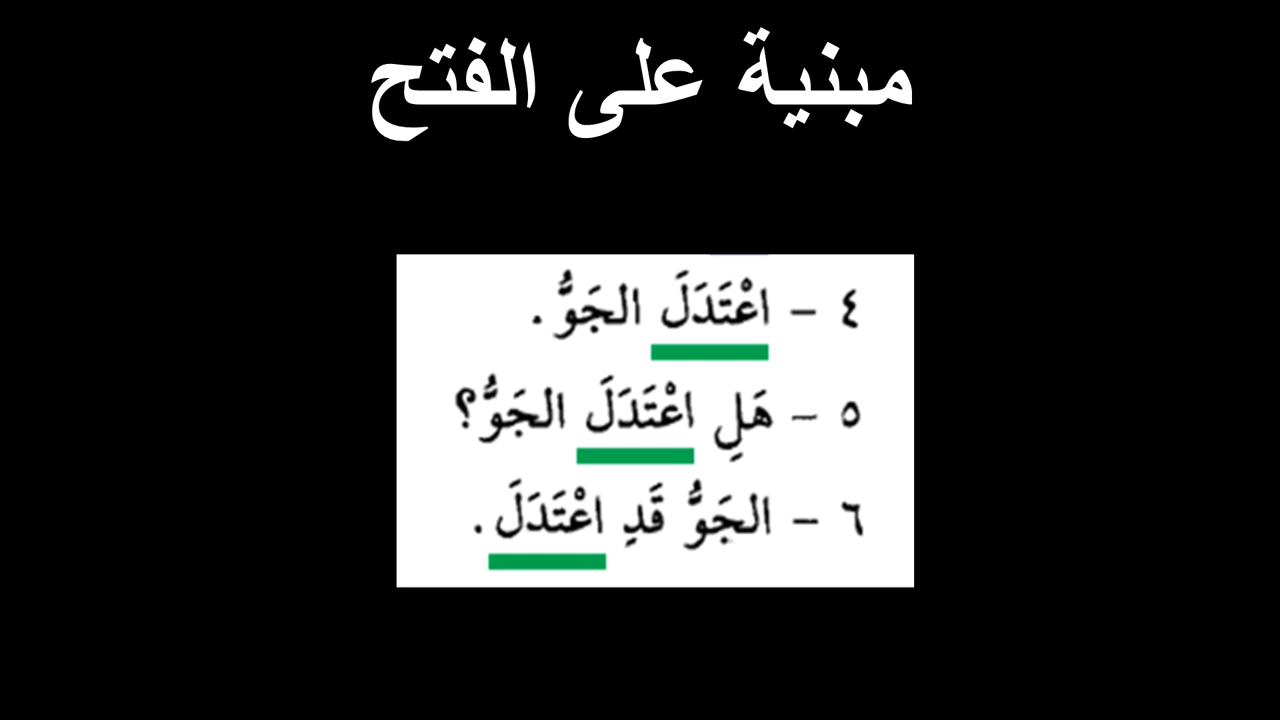 مبنية على الفتح
٤ – اعْتَدَلَ الجَوُّ .
٥ – هَلِ اعْتَدَلَ الجَوُّ؟
٦ – الجَوُّ قَدِ اعْتَدَلَ .